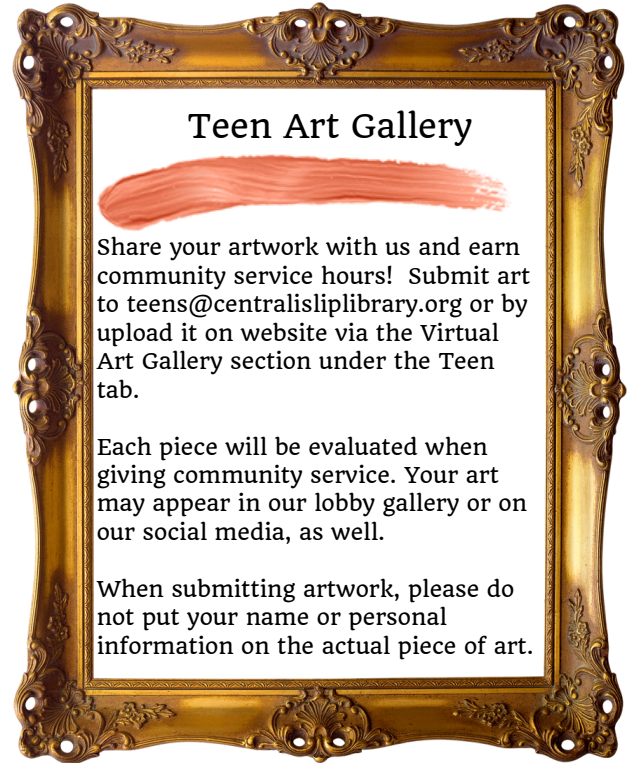 Teen Art Gallery
Share your artwork with us and earn
community service hours!  Submit art
to teens@centralisliplibrary.org or by
upload it on website via the Virtual
Art Gallery section under the Teen
tab.
Each piece will be evaluated when
giving community service. Your art
may appear in our lobby gallery or on
our social media, as well.
When submitting artwork, please do
not put your name or personal
information on the actual piece of art.